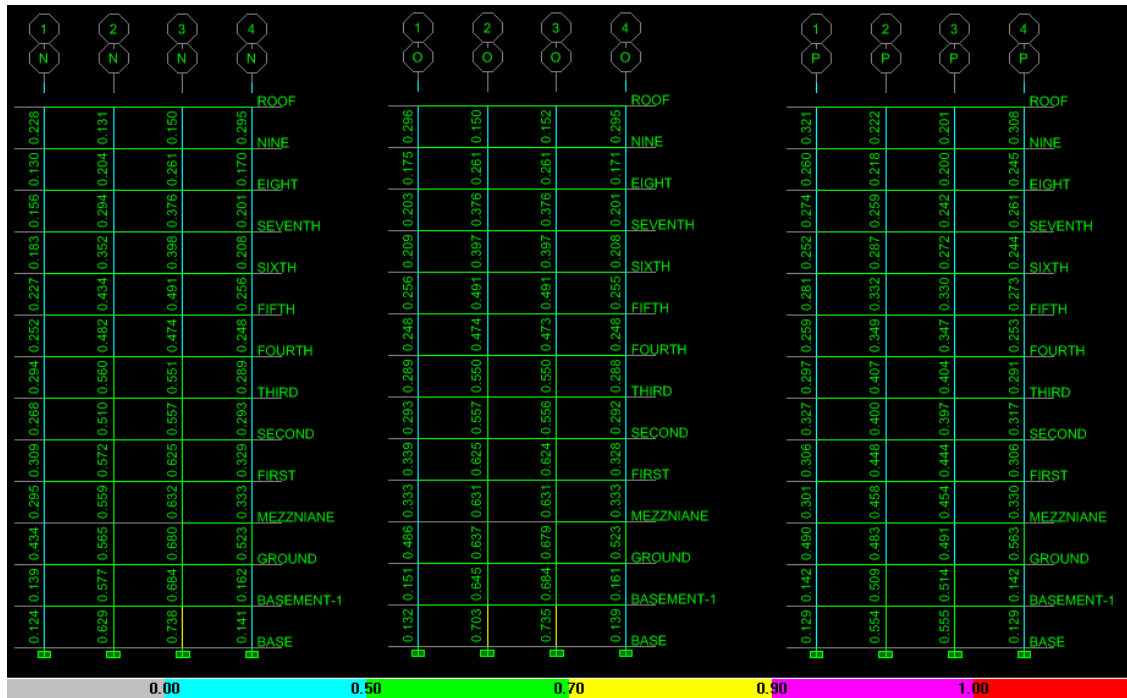 1 2 3 4 1 2 3 4 1 2 3 4
N N N N O O O O P P P P
ROOF ROOF ROOF
0.228 0.131 0.150 0.295 0.296 0.150 0.152 0.295 0.321 0.222 0.201 0.308
NINE NINE NINE
0.130 0.204 0.261 0.170 0.175 0.261 0.261 0.171 0.260 0.218 0.200 0.245
EIGHT EIGHT EIGHT
0.156 0.294 0.376 0.201 0.203 0.376 0.376 0.201 0.274 0.259 0.242 0.261
SEVENTH SEVENTH SEVENTH
0.183 0.352 0.398 0.208 0.209 0.397 0.397 0.208 0.252 0.287 0.272 0.244
SIXTH SIXTH SIXTH
0.227 0.434 0.491 0.256 0.256 0.491 0.491 0.255 0.281 0.332 0.330 0.273
FIFTH FIFTH FIFTH
0.252 0.482 0.474 0.248 0.248 0.474 0.473 0.248 0.259 0.349 0.347 0.253
FOURTH FOURTH FOURTH
0.294 0.560 0.551 0.289 0.289 0.550 0.550 0.288 0.297 0.407 0.404 0.291
THIRD THIRD THIRD
0.268 0.510 0.557 0.293 0.293 0.557 0.556 0.292 0.327 0.400 0.397 0.317
SECOND SECOND SECOND
0.309 0.572 0.625 0.329 0.339 0.625 0.624 0.328 0.306 0.448 0.444 0.306
FIRST FIRST FIRST
0.295 0.559 0.632 0.333 0.333 0.631 0.631 0.333 0.301 0.458 0.454 0.330
MEZZNIANE MEZZNIANE MEZZNIANE
0.434 0.565 0.680 0.523 0.486 0.637 0.679 0.523 0.490 0.483 0.491 0.563
GROUND GROUND GROUND
0.139 0.577 0.684 0.162 0.151 0.645 0.684 0.161 0.142 0.509 0.514 0.142
BASEMENT-1 BASEMENT-1 BASEMENT-1
0.124 0.629 0.738 0.141 0.132 0.703 0.735 0.139 0.129 0.554 0.555 0.129
BASE BASE BASE
0.00 0.50 0.70 0.90 1.00